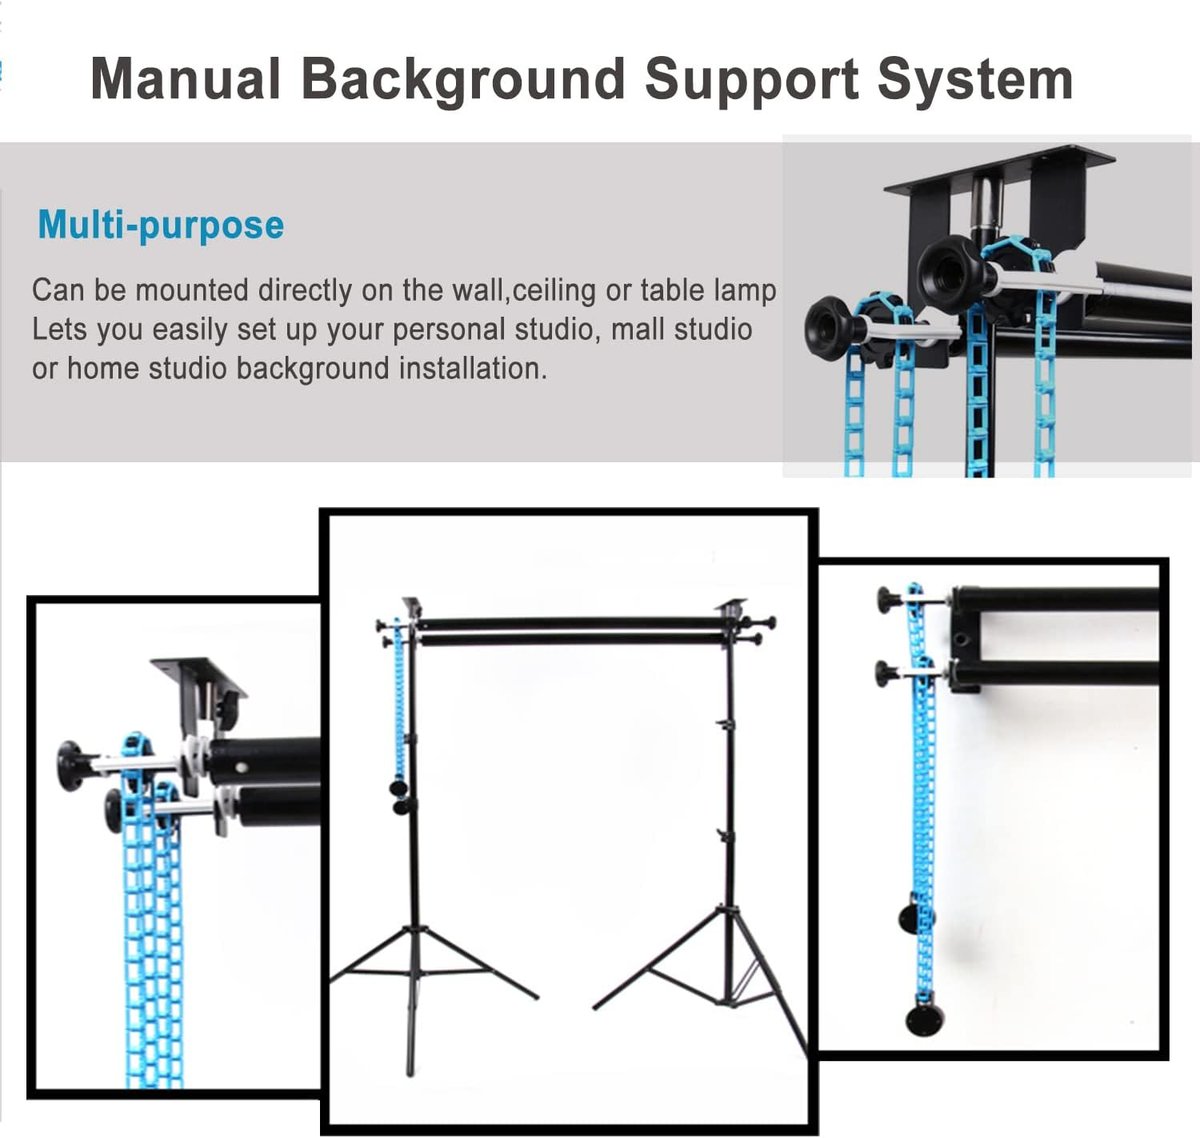 Manual Background Support System
Multi-purpose
Can be mounted directly on the wall,ceiling or table lamp
Lets you easily set up your personal studio, mall studio
or home studio background installation.